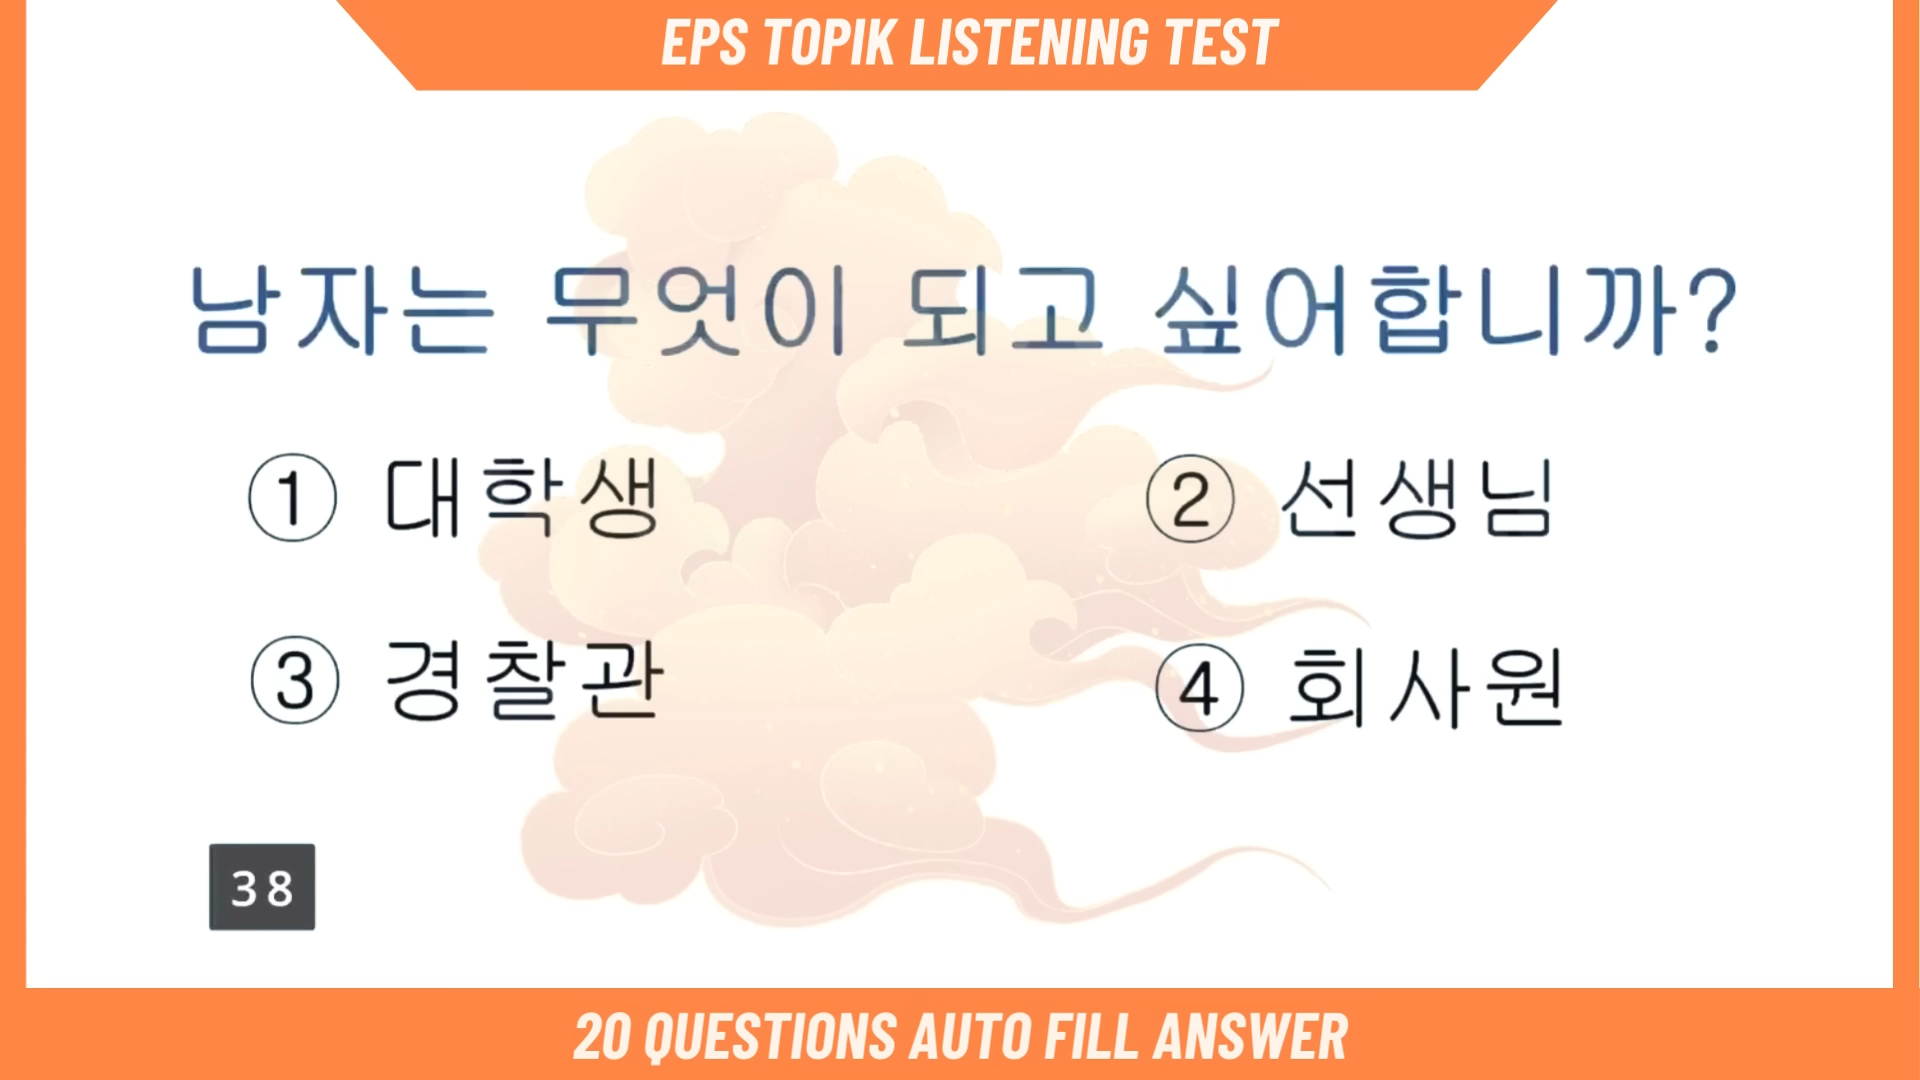 EPS TOPIK LISTENING TEST
남자는 무엇이 되고 싶어합니까?
① 대학생 ② 선생님
③ 경찰관 ④ 회사원
38
20 QUESTIONS AUTO FILL ANSWER